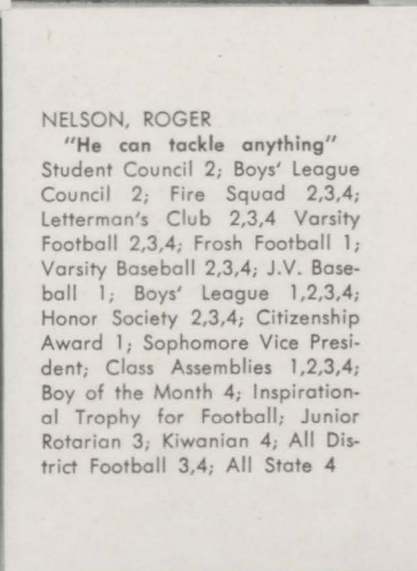 NELSON, ROGER
"He can tackle anything"
Student Council 2; Boys' League
Council 2; Fire Squad 2,3,4;
Letterman's Club 2,3,4 Varsity
Football 2,3,4; Frosh Football 1;
Varsity Baseball 2,3,4; J.V. Base-
ball 1; Boys' League 1,2,3,4;
Honor Society 2,3,4; Citizenship
Award 1; Sophomore Vice Presi-
dent; Class Assemblies 1,2,3,4;
Boy of the Month 4; Inspiration-
al Trophy for Football; Junior
Rotarian 3; Kiwanian 4; All Dis-
trict Football 3,4; All State 4